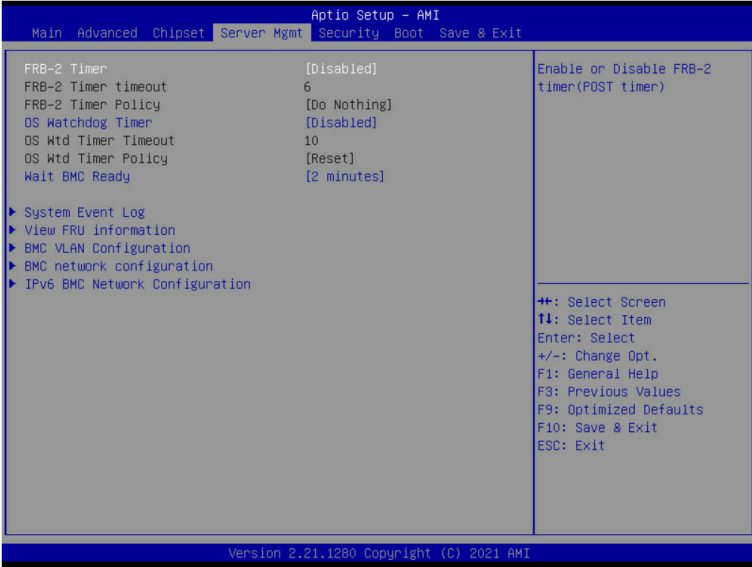 Aptio Setup – AMI
Main Advanced Chipset Server Mgmt Security Boot Save & Exit
FRB-2 Timer [Disabled]
FRB-2 Timer timeout 6
FRB-2 Timer Policy [Do Nothing]
OS Watchdog Timer [Disabled]
OS Wtd Timer Timeout 10
OS Wtd Timer Policy [Reset]
Wait BMC Ready [2 minutes]
System Event Log
View FRU information
BMC VLAN Configuration
BMC network configuration
IPv6 BMC Network Configuration
Enable or Disable FRB-2
timer(POST timer)
→←: Select Screen
↑↓: Select Item
Enter: Select
+/-: Change Opt.
F1: General Help
F3: Previous Values
F9: Optimized Defaults
F10: Save & Exit
ESC: Exit
Version 2.21.1280 Copyright (C) 2021 AMI